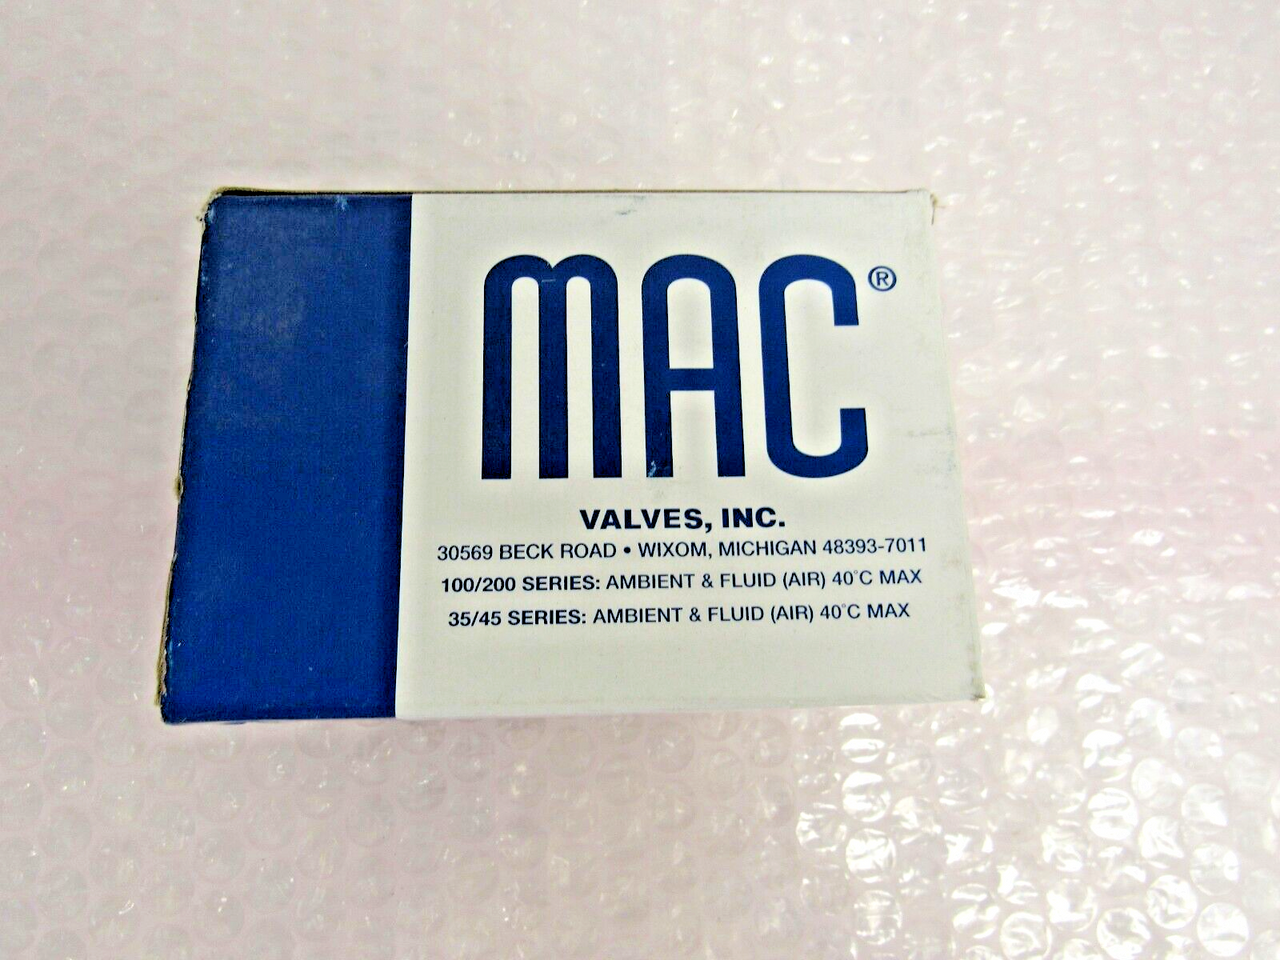 MAC®
VALVES, INC.
30569 BECK ROAD • WIXOM, MICHIGAN 48393-7011
100/200 SERIES: AMBIENT & FLUID (AIR) 40°C MAX
35/45 SERIES: AMBIENT & FLUID (AIR) 40°C MAX